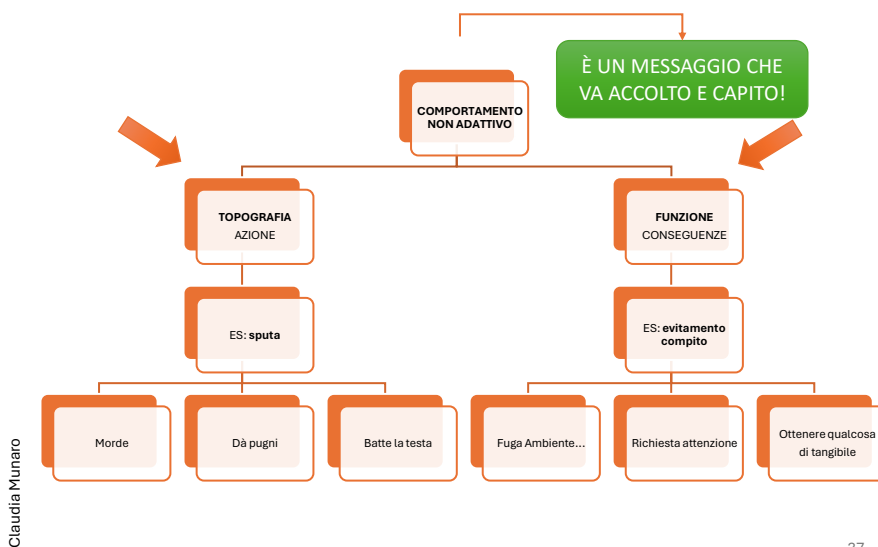 È UN MESSAGGIO CHE
VA ACCOLTO E CAPITO!
COMPORTAMENTO
NON ADATTIVO
TOPOGRAFIA
AZIONE
FUNZIONE
CONSEGUENZE
ES: sputa
ES: evitamento
compito
Morde
Dà pugni
Batte la testa
Fuga Ambiente...
Richiesta attenzione
Ottenere qualcosa
di tangibile
Claudia Munaro